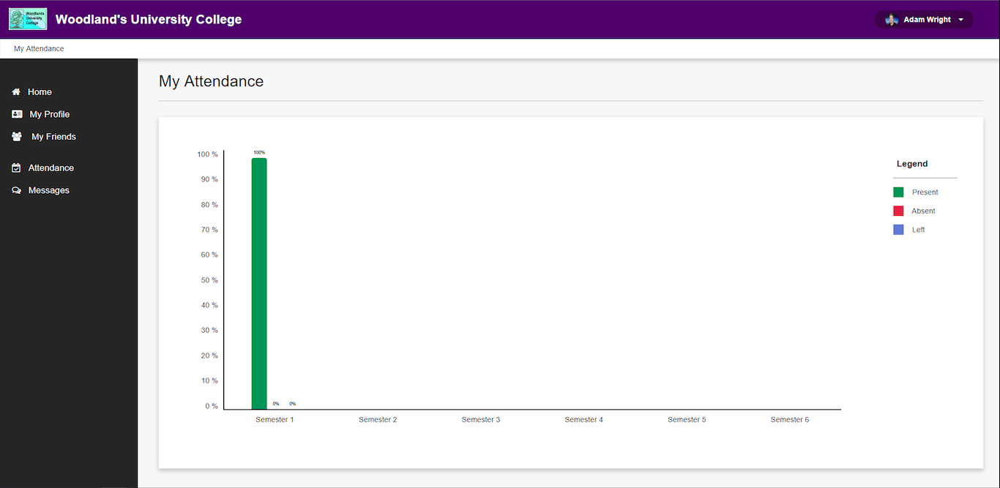 Woodlands
University
College
Woodland's University College
Adam Wright
My Attendance
Home
My Profile
My Friends
Attendance
Messages
My Attendance
100 %
90 %
80 %
70 %
60 %
50 %
40 %
30 %
20 %
10 %
0 %
100%
0% 0%
Semester 1 Semester 2 Semester 3 Semester 4 Semester 5 Semester 6
Legend
Present
Absent
Left